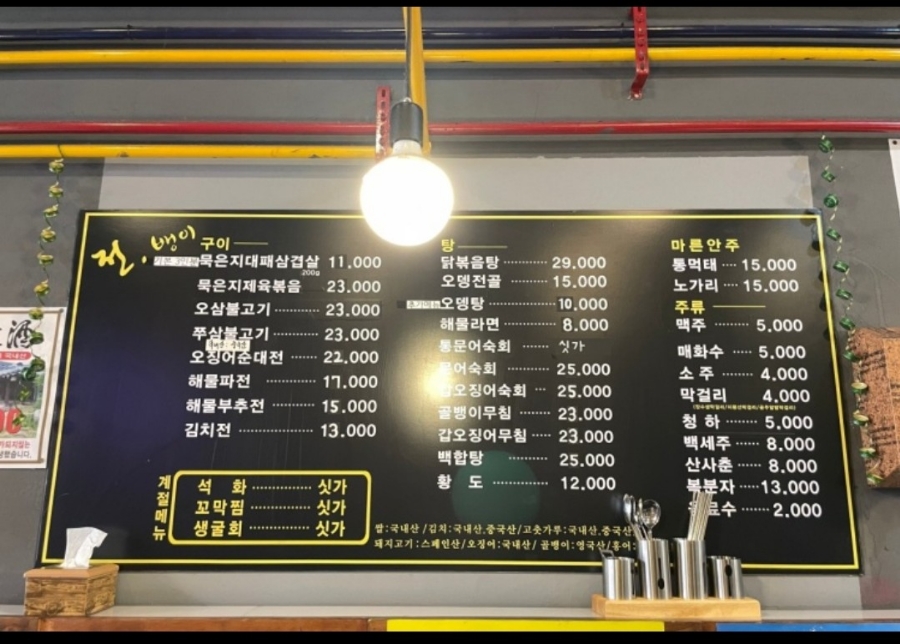 전.뱅이
구이
묵은지대패삼겹살 11,000
200g
묵은지제육볶음 23,000
오삼불고기 23,000
쭈삼불고기 23,000
오징어순대전 22,000
해물파전 17,000
해물부추전 15,000
김치전 13,000
계절메뉴
석 화 싯가
꼬막찜 싯가
생굴회 싯가
탕
닭볶음탕 29,000
오뎅전골 15,000
오뎅탕 10,000
해물라면 8,000
통문어숙회 싯가
문어숙회 25,000
갑오징어숙회 25,000
골뱅이무침 23,000
갑오징어무침 23,000
백합탕 25,000
황 도 12,000
쌀:국내산/김치:국내산,중국산/고춧가루:국내산,중국산
돼지고기:스페인산/오징어:국내산/골뱅이:영국산/홍어:
마른안주
통먹태 15,000
노가리 15,000
주류
맥주 5,000
매화수 5,000
소주 4,000
막걸리 4,000
청하 5,000
백세주 8,000
산사춘 8,000
복분자 13,000
음료수 2,000
酒
국내산